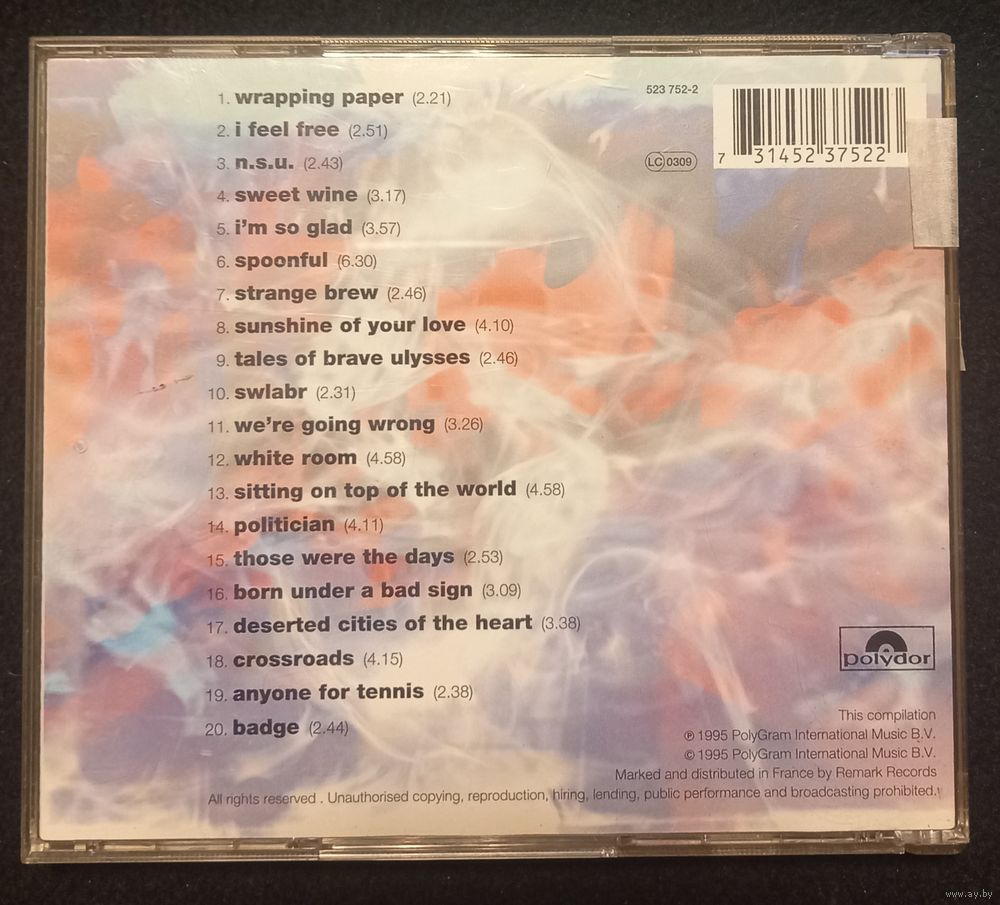 1. wrapping paper (2.21)
2. i feel free (2.51)
3. n.s.u. (2.43)
4. sweet wine (3.17)
5. i'm so glad (3.57)
6. spoonful (6.30)
7. strange brew (2.46)
8. sunshine of your love (4.10)
9. tales of brave ulysses (2.46)
10. swlabr (2.31)
11. we're going wrong (3.26)
12. white room (4.58)
13. sitting on top of the world (4.58)
14. politician (4.11)
15. those were the days (2.53)
16. born under a bad sign (3.09)
17. deserted cities of the heart (3.38)
18. crossroads (4.15)
19. anyone for tennis (2.38)
20. badge (2.44)
523 752-2
LC 0309
7 31452 37522
polydor
This compilation
℗ 1995 PolyGram International Music B.V.
© 1995 PolyGram International Music B.V.
Marked and distributed in France by Remark Records
All rights reserved . Unauthorised copying, reproduction, hiring, lending, public performance and broadcasting prohibited.
www.ay.by